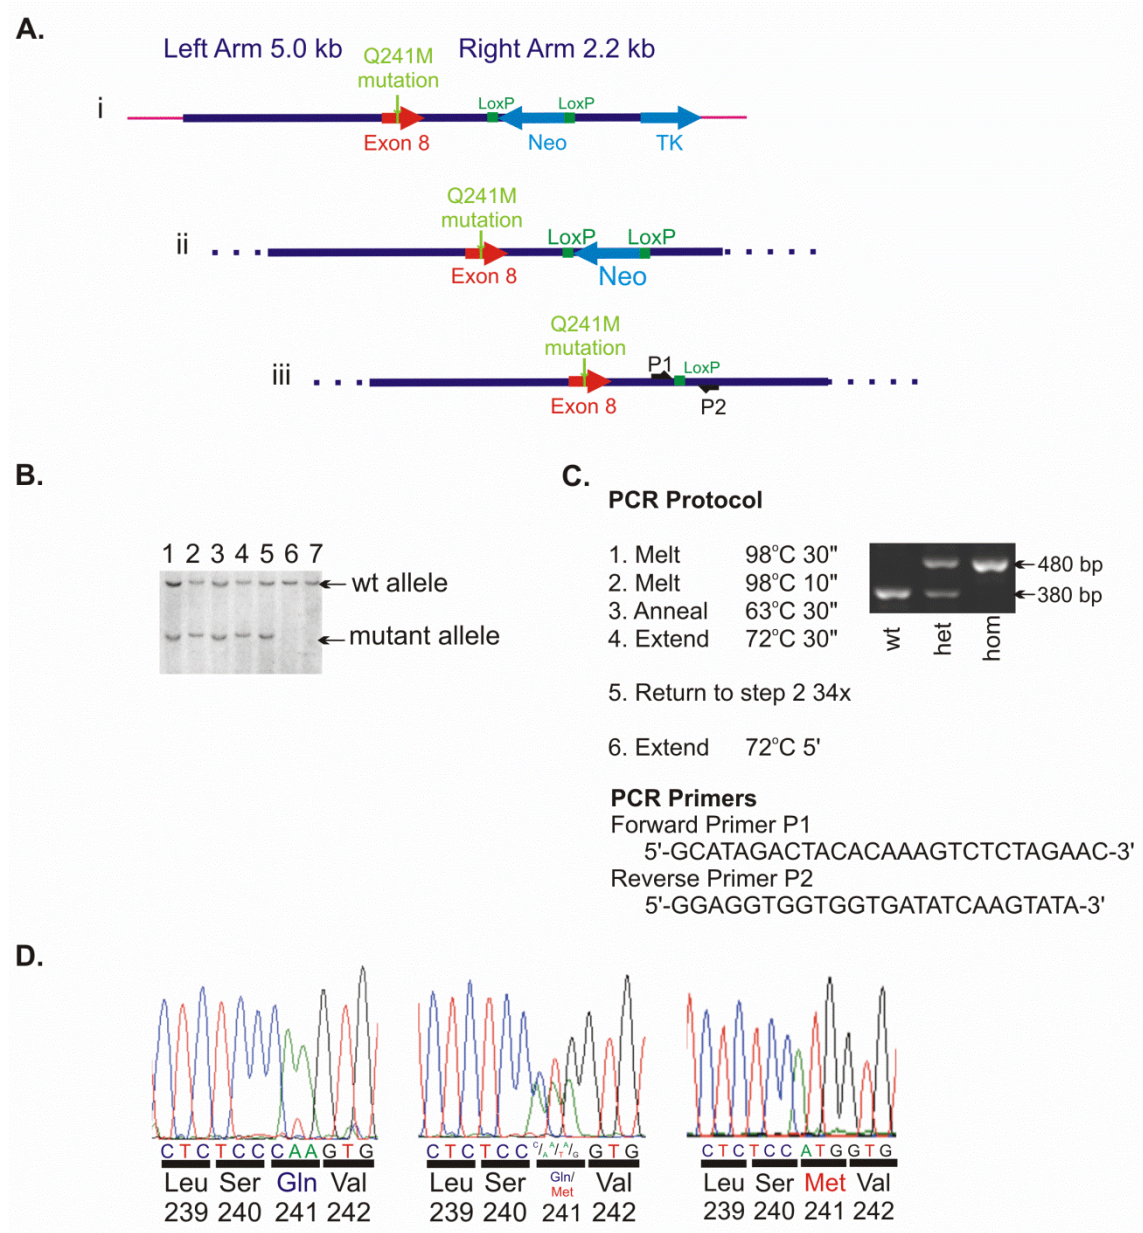 A.
Left Arm 5.0 kb
Right Arm 2.2 kb
Q241M
mutation
i
LoxP
LoxP
Exon 8
Neo
TK
Q241M
mutation
ii
LoxP
LoxP
Exon 8
Neo
Q241M
mutation
iii
P1
LoxP
Exon 8
P2
B.
1 2 3 4 5 6 7
wt allele
mutant allele
C.
PCR Protocol
1. Melt 98°C 30"
2. Melt 98°C 10"
3. Anneal 63°C 30"
4. Extend 72°C 30"
5. Return to step 2 34x
6. Extend 72°C 5'
480 bp
380 bp
wt
het
hom
PCR Primers
Forward Primer P1
5'-GCATAGACTACACAAAGTCTCTAGAAC-3'
Reverse Primer P2
5'-GGAGGTGGTGGTGATATCAAGTATA-3'
D.
CTCTCCCAAGTG
Leu Ser Gln Val
239 240 241 242
CTCTCC C/A A/T A/G GTG
Leu Ser Gln/ Val
Met
239 240 241 242
CTCTCCATGGTG
Leu Ser Met Val
239 240 241 242